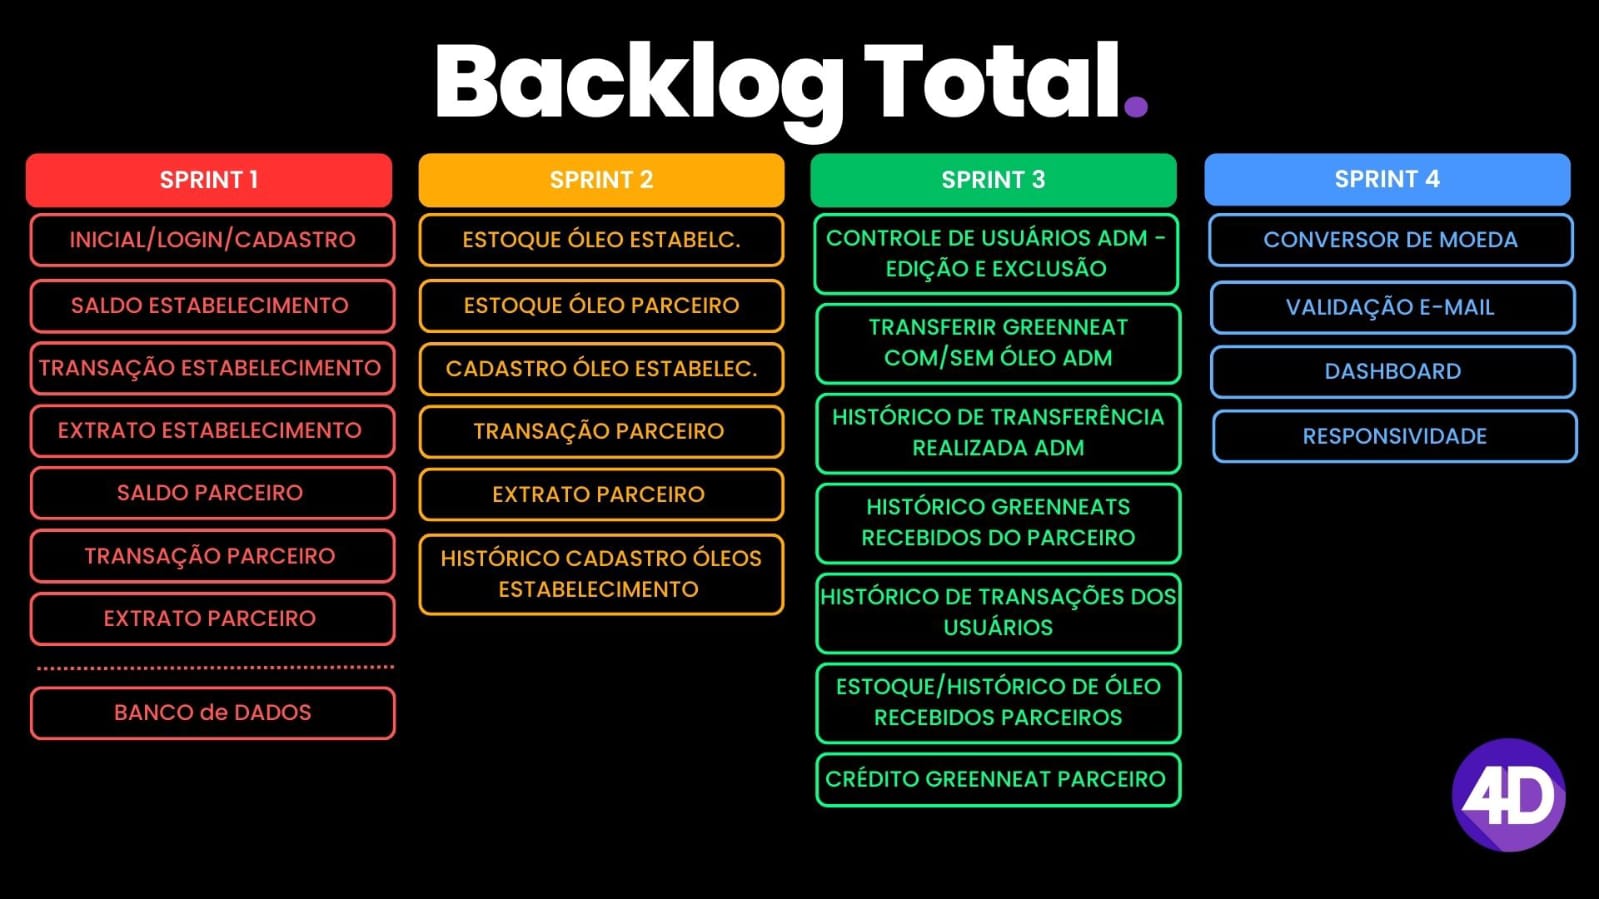 Backlog Total.
SPRINT 1
INICIAL/LOGIN/CADASTRO
SALDO ESTABELECIMENTO
TRANSAÇÃO ESTABELECIMENTO
EXTRATO ESTABELECIMENTO
SALDO PARCEIRO
TRANSAÇÃO PARCEIRO
EXTRATO PARCEIRO
BANCO de DADOS
SPRINT 2
ESTOQUE ÓLEO ESTABELC.
ESTOQUE ÓLEO PARCEIRO
CADASTRO ÓLEO ESTABELEC.
TRANSAÇÃO PARCEIRO
EXTRATO PARCEIRO
HISTÓRICO CADASTRO ÓLEOS
ESTABELECIMENTO
SPRINT 3
CONTROLE DE USUÁRIOS ADM -
EDIÇÃO E EXCLUSÃO
TRANSFERIR GREENNEAT
COM/SEM ÓLEO ADM
HISTÓRICO DE TRANSFERÊNCIA
REALIZADA ADM
HISTÓRICO GREENNEATS
RECEBIDOS DO PARCEIRO
HISTÓRICO DE TRANSAÇÕES DOS
USUÁRIOS
ESTOQUE/HISTÓRICO DE ÓLEO
RECEBIDOS PARCEIROS
CRÉDITO GREENNEAT PARCEIRO
SPRINT 4
CONVERSOR DE MOEDA
VALIDAÇÃO E-MAIL
DASHBOARD
RESPONSIVIDADE
4D